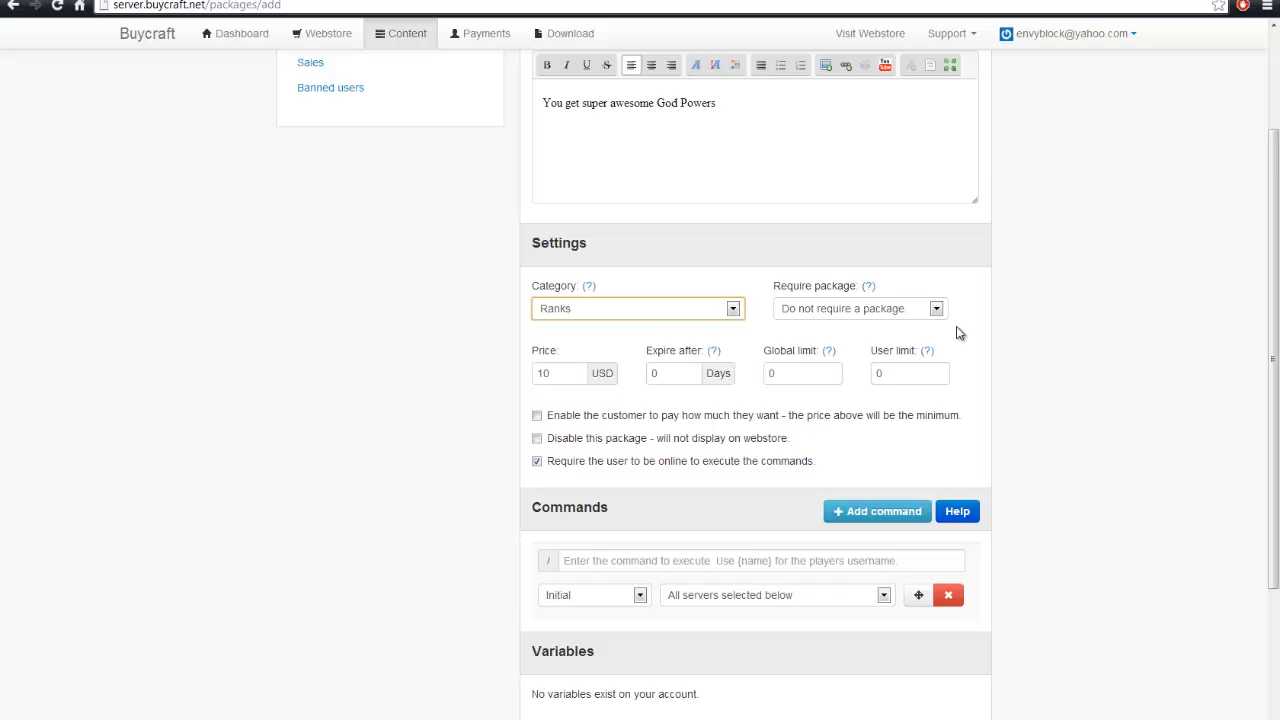 server.buycraft.net/packages/add
Buycraft Dashboard Webstore Content Payments Download Visit Webstore Support envyblock@yahoo.com
Sales
Banned users
B I U S A A You Tube A
You get super awesome God Powers
Settings
Category: (?) Require package: (?)
Ranks Do not require a package.
Price: Expire after: (?) Global limit: (?) User limit: (?)
10 USD 0 Days 0 0
Enable the customer to pay how much they want - the price above will be the minimum.
Disable this package - will not display on webstore.
Require the user to be online to execute the commands.
Commands + Add command Help
/ Enter the command to execute. Use {name} for the players username.
Initial All servers selected below
Variables
No variables exist on your account.